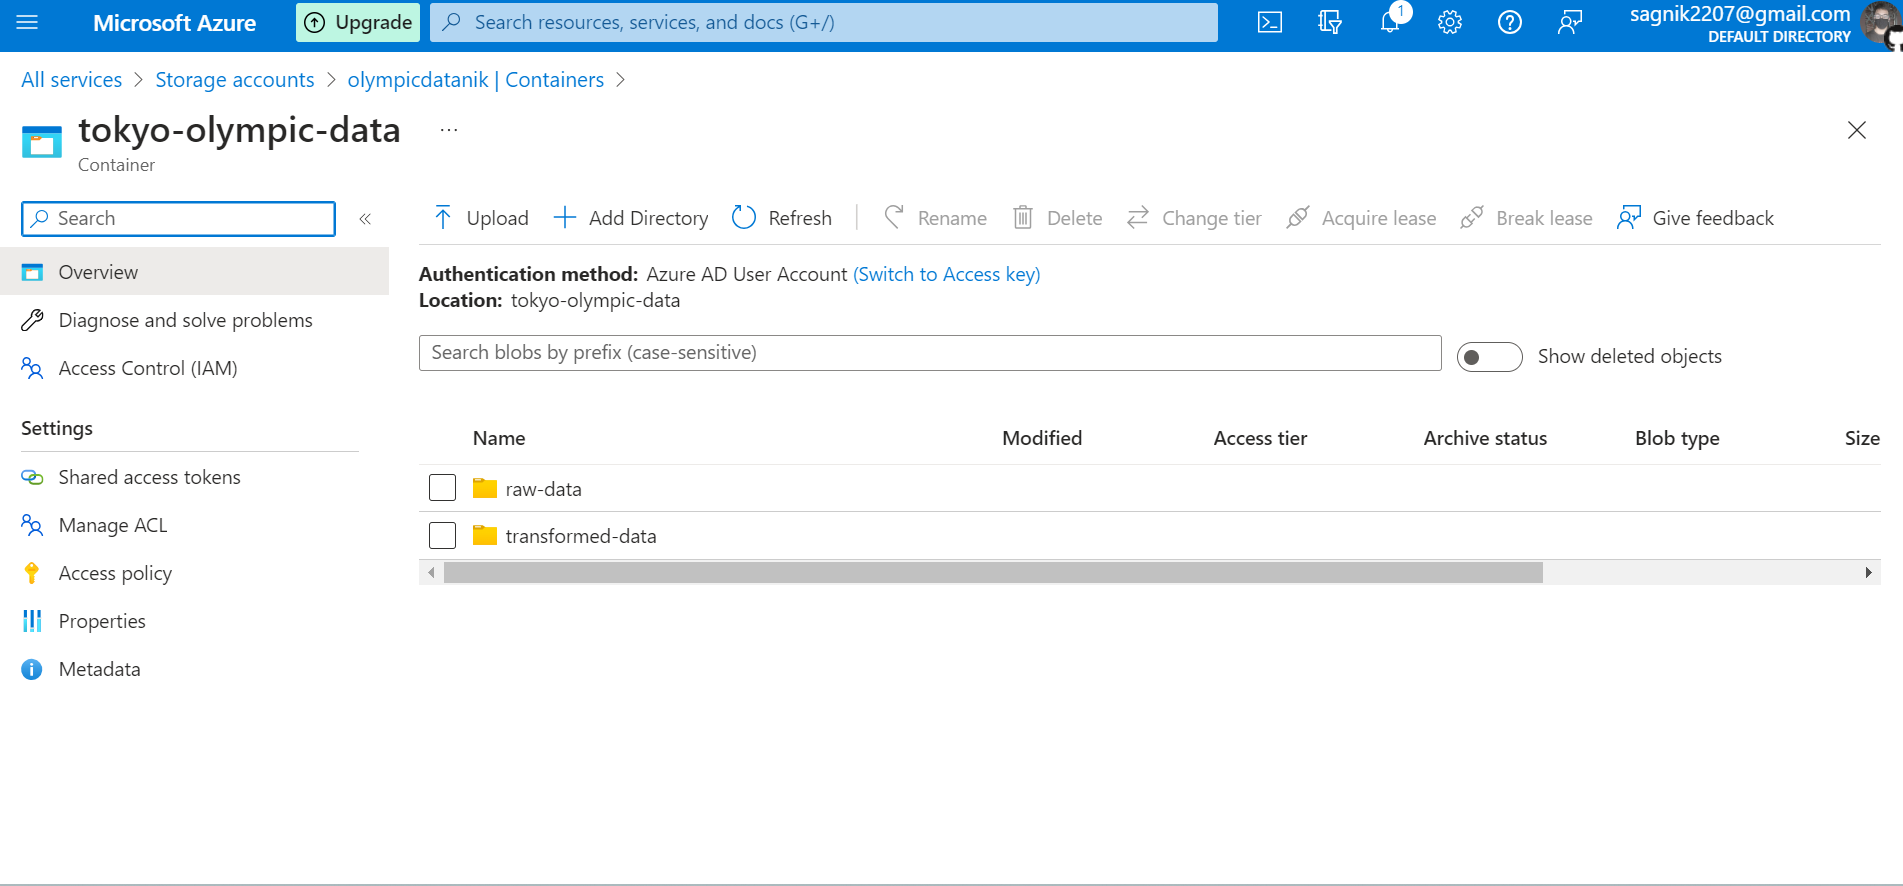 Microsoft Azure
Upgrade
Search resources, services, and docs (G+/)
1
sagnik2207@gmail.com
DEFAULT DIRECTORY
All services > Storage accounts > olympicdatanik | Containers >
tokyo-olympic-data ...
Container
Search
«
Upload
Add Directory
Refresh
Rename
Delete
Change tier
Acquire lease
Break lease
Give feedback
Overview
Diagnose and solve problems
Access Control (IAM)
Settings
Shared access tokens
Manage ACL
Access policy
Properties
Metadata
Authentication method: Azure AD User Account (Switch to Access key)
Location: tokyo-olympic-data
Search blobs by prefix (case-sensitive)
Show deleted objects
Name Modified Access tier Archive status Blob type Size
raw-data
transformed-data